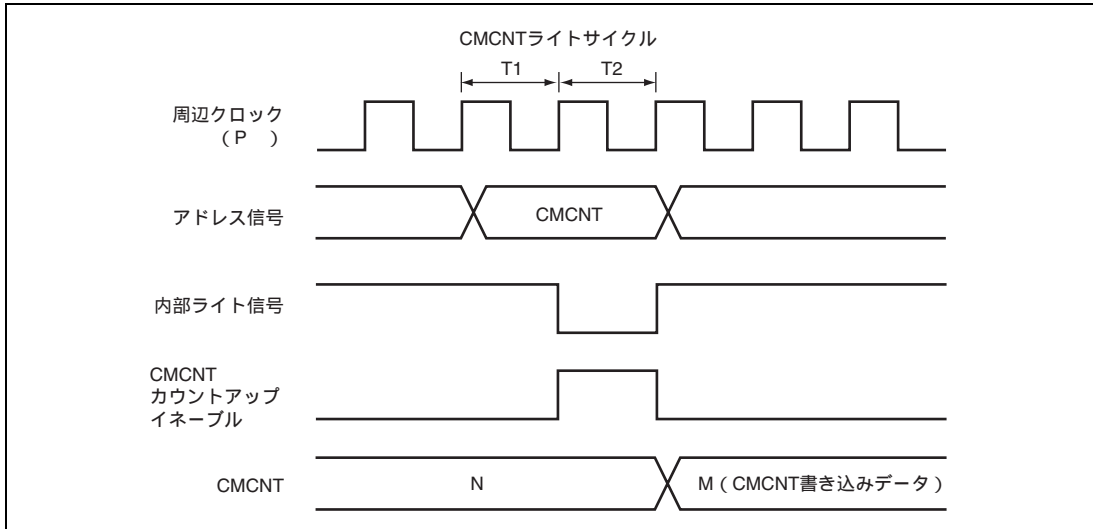 CMCNTライトサイクル
T1 T2
周辺クロック
(P )
アドレス信号
CMCNT
内部ライト信号
CMCNT
カウントアップ
イネーブル
CMCNT
N
M(CMCNT書き込みデータ)